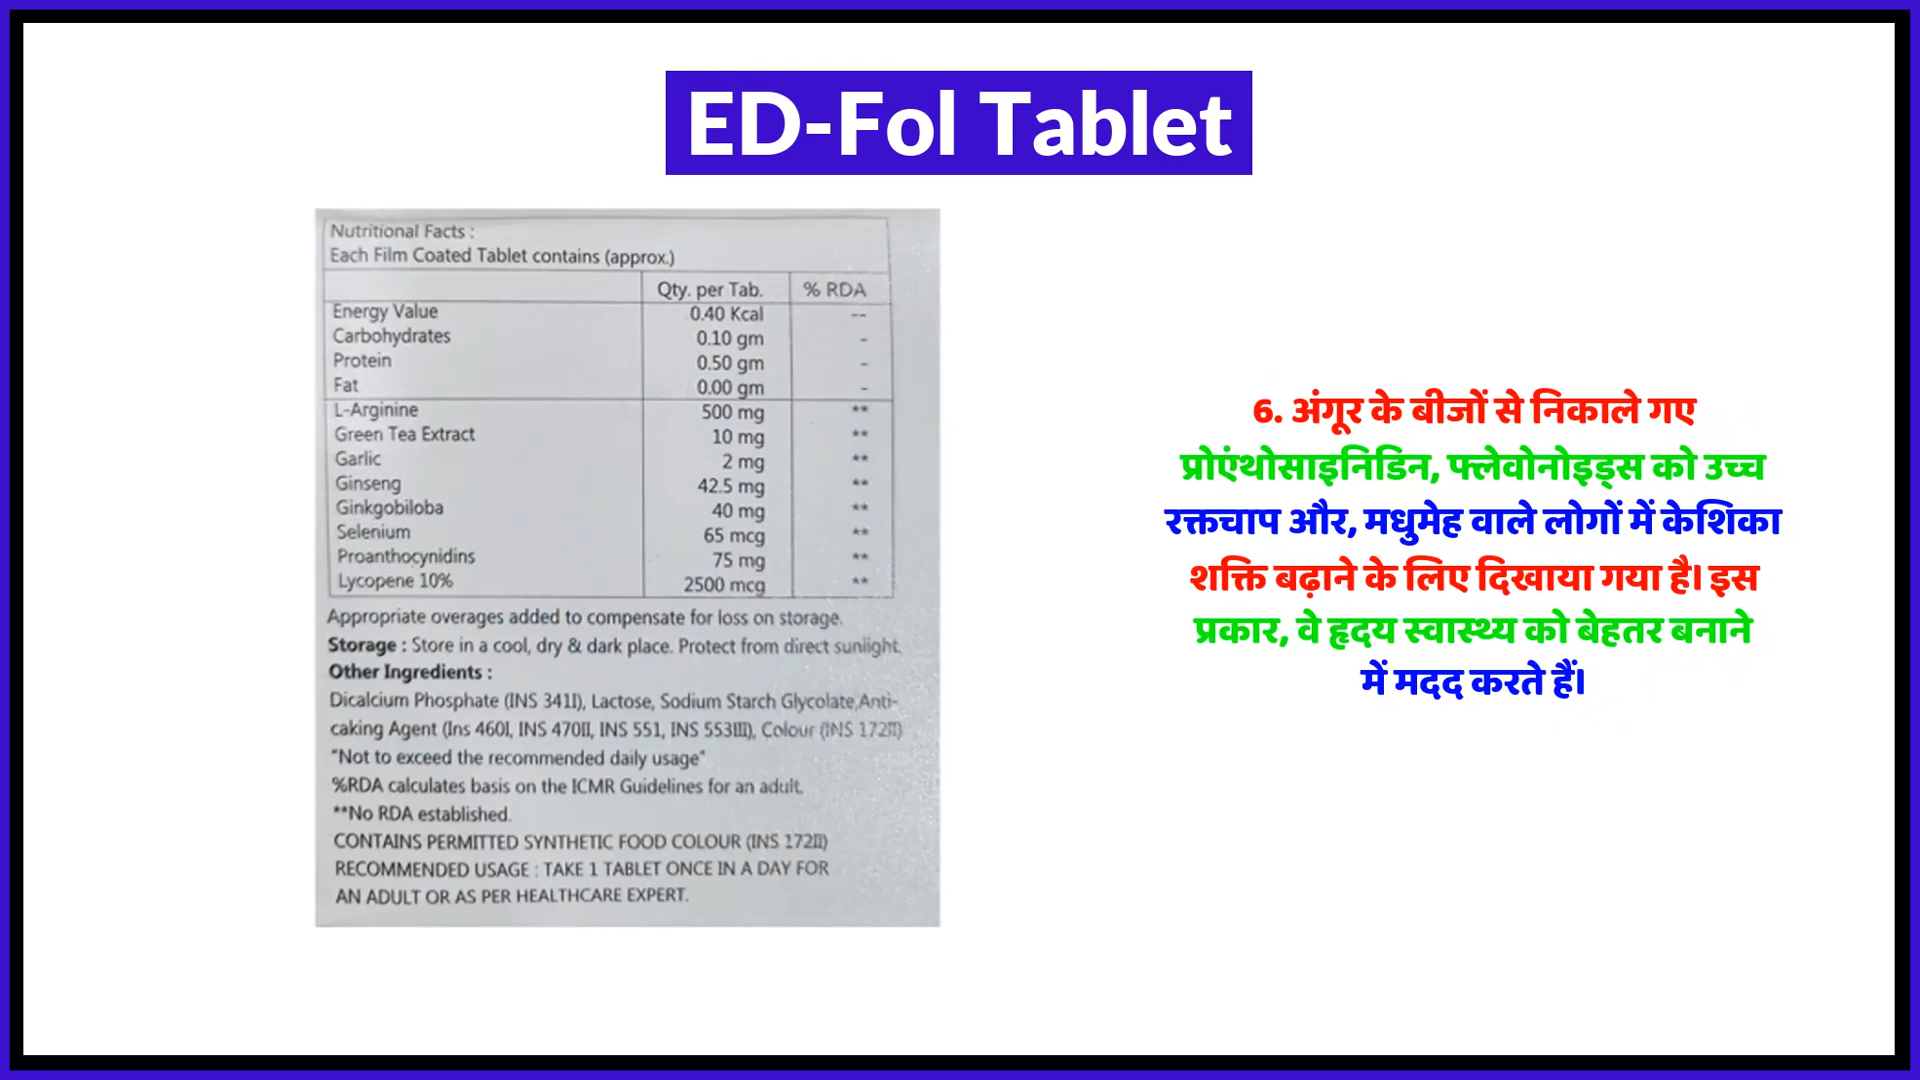 ED-Fol Tablet
Nutritional Facts :
Each Film Coated Tablet contains (approx.)
Qty. per Tab. % RDA
Energy Value 0.40 Kcal --
Carbohydrates 0.10 gm -
Protein 0.50 gm -
Fat 0.00 gm -
L-Arginine 500 mg **
Green Tea Extract 10 mg **
Garlic 2 mg **
Ginseng 42.5 mg **
Ginkgobiloba 40 mg **
Selenium 65 mcg **
Proanthocynidins 75 mg **
Lycopene 10% 2500 mcg **
Appropriate overages added to compensate for loss on storage.
Storage : Store in a cool, dry & dark place. Protect from direct sunlight.
Other Ingredients :
Dicalcium Phosphate (INS 341I), Lactose, Sodium Starch Glycolate,Anti-
caking Agent (Ins 460I, INS 470II, INS 551, INS 553III), Colour (INS 172II)
"Not to exceed the recommended daily usage"
%RDA calculates basis on the ICMR Guidelines for an adult.
**No RDA established.
CONTAINS PERMITTED SYNTHETIC FOOD COLOUR (INS 172II)
RECOMMENDED USAGE : TAKE 1 TABLET ONCE IN A DAY FOR
AN ADULT OR AS PER HEALTHCARE EXPERT.
6. अंगूर के बीजों से निकाले गए
प्रोएंथोसाइनिडिन, फ्लेवोनोइड्स को उच्च
रक्तचाप और, मधुमेह वाले लोगों में केशिका
शक्ति बढ़ाने के लिए दिखाया गया है। इस
प्रकार, वे हृदय स्वास्थ्य को बेहतर बनाने
में मदद करते हैं।